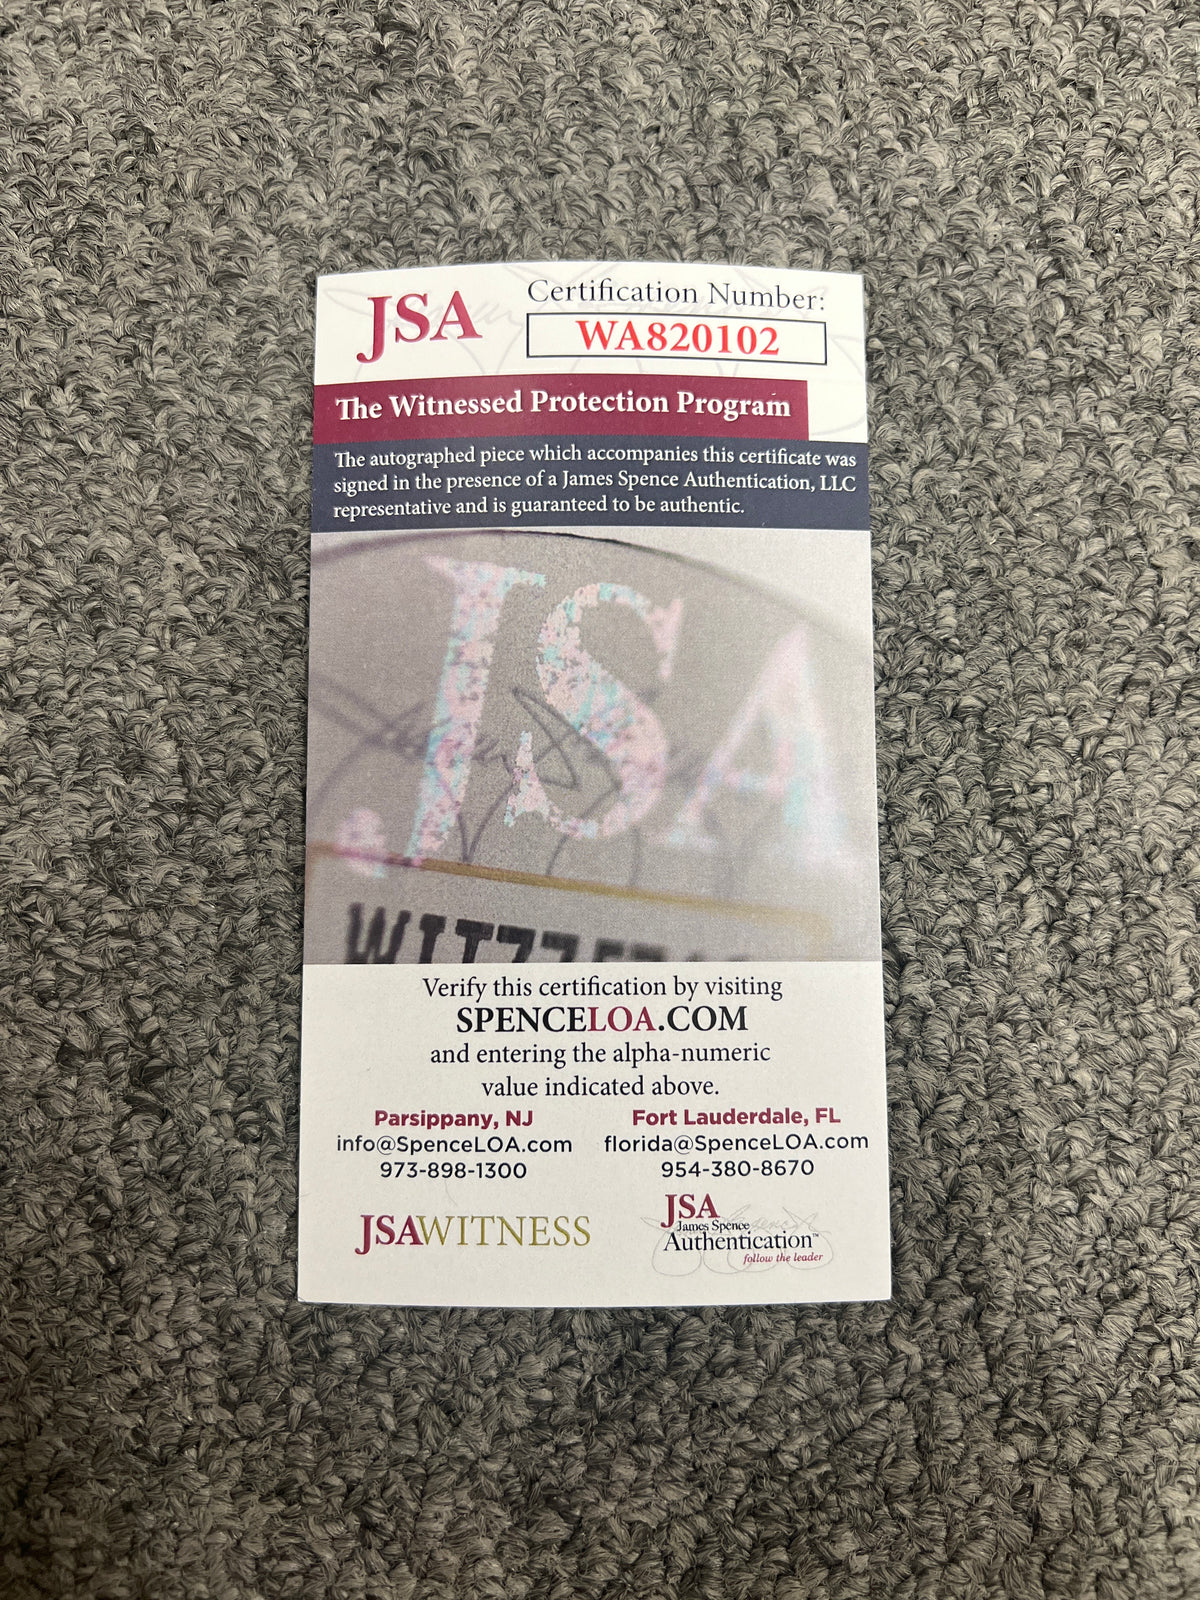 JSA
Certification Number:
WA820102
The Witnessed Protection Program
The autographed piece which accompanies this certificate was
signed in the presence of a James Spence Authentication, LLC
representative and is guaranteed to be authentic.
JSA
Verify this certification by visiting
SPENCELOA.COM
and entering the alpha-numeric
value indicated above.
Parsippany, NJ
info@SpenceLOA.com
973-898-1300
Fort Lauderdale, FL
florida@SpenceLOA.com
954-380-8670
JSAWITNESS
JSA
James Spence
Authentication™
follow the leader